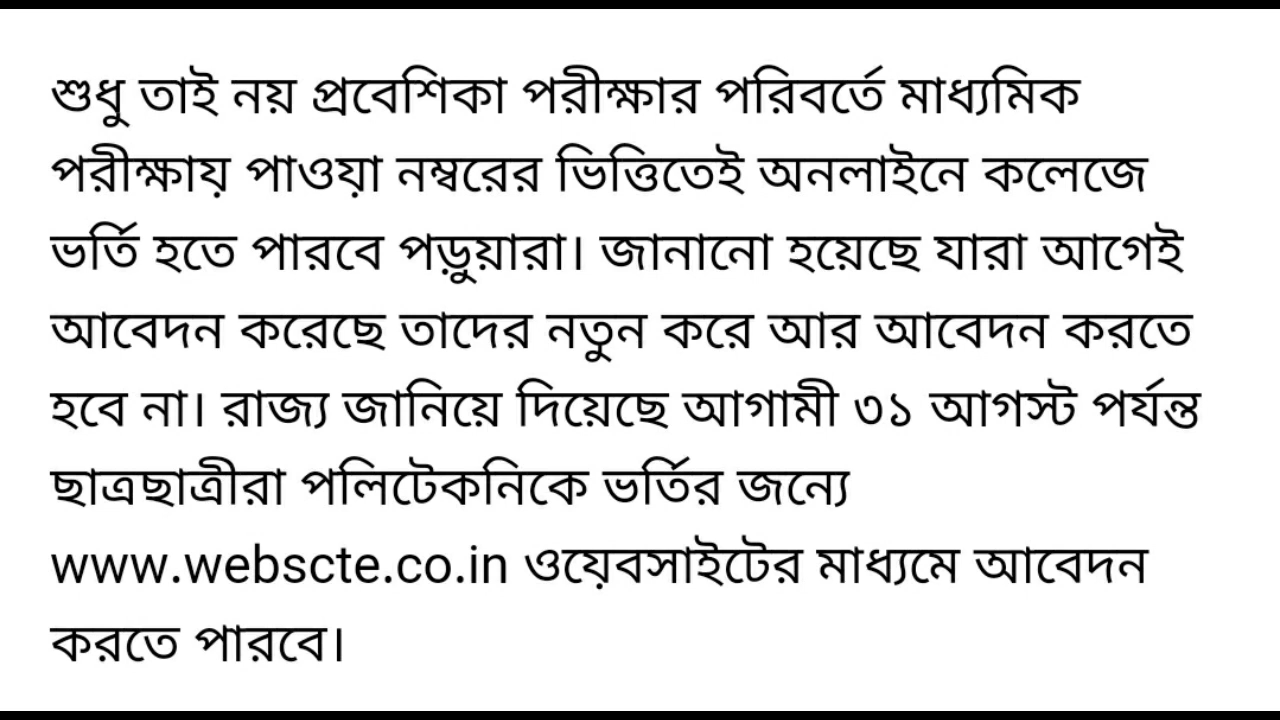 শুধু তাই নয় প্রবেশিকা পরীক্ষার পরিবর্তে মাধ্যমিক
পরীক্ষায় পাওয়া নম্বরের ভিত্তিতেই অনলাইনে কলেজে
ভর্তি হতে পারবে পড়ুয়ারা। জানানো হয়েছে যারা আগেই
আবেদন করেছে তাদের নতুন করে আর আবেদন করতে
হবে না। রাজ্য জানিয়ে দিয়েছে আগামী ৩১ আগস্ট পর্যন্ত
ছাত্রছাত্রীরা পলিটেকনিকে ভর্তির জন্যে
www.webscte.co.in ওয়েবসাইটের মাধ্যমে আবেদন
করতে পারবে।